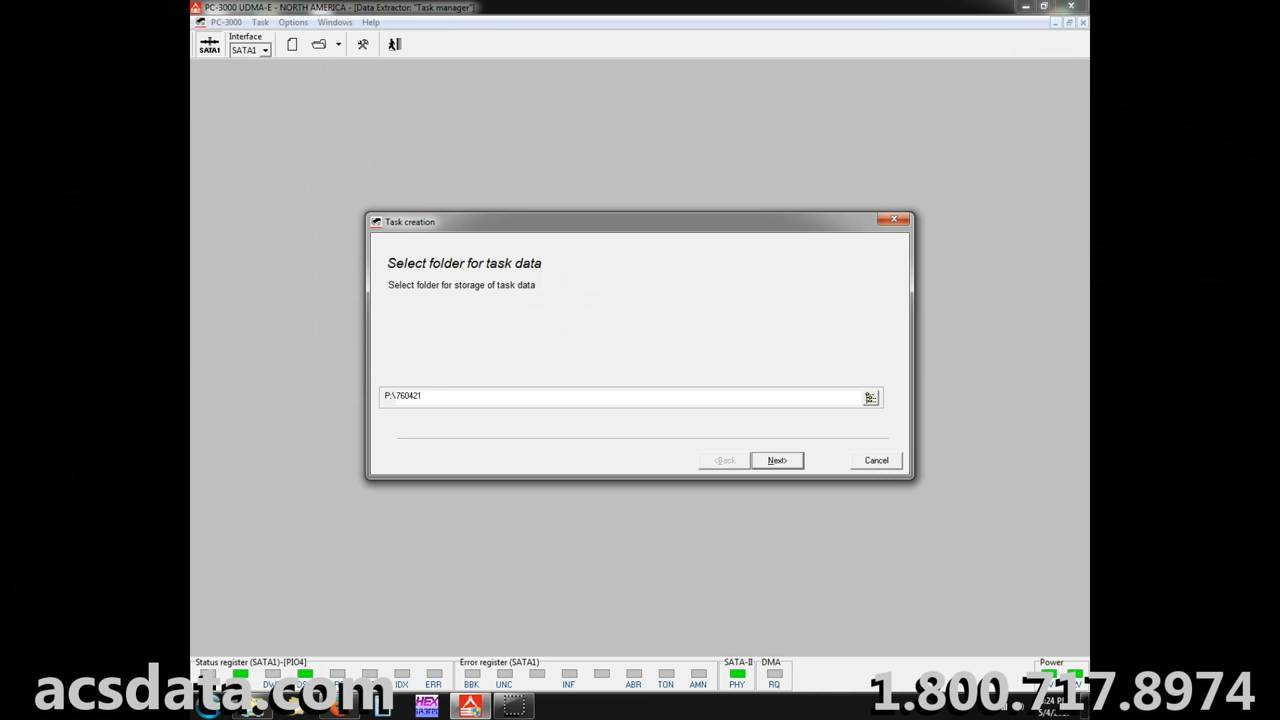 PC-3000 UDMA-E - NORTH AMERICA - [Data Extractor: "Task manager"]
PC-3000 Task Options Windows Help
SATA1
Interface
SATA1
Task creation
Select folder for task data
Select folder for storage of task data
P:\760421
<Back Next> Cancel
Status register (SATA1)-[PIO4] Error register (SATA1) SATA-II DMA Power
IDX ERR BBK UNC INF ABR TON AMN PHY RQ
acsdata.com 1.800.717.8974
HEX